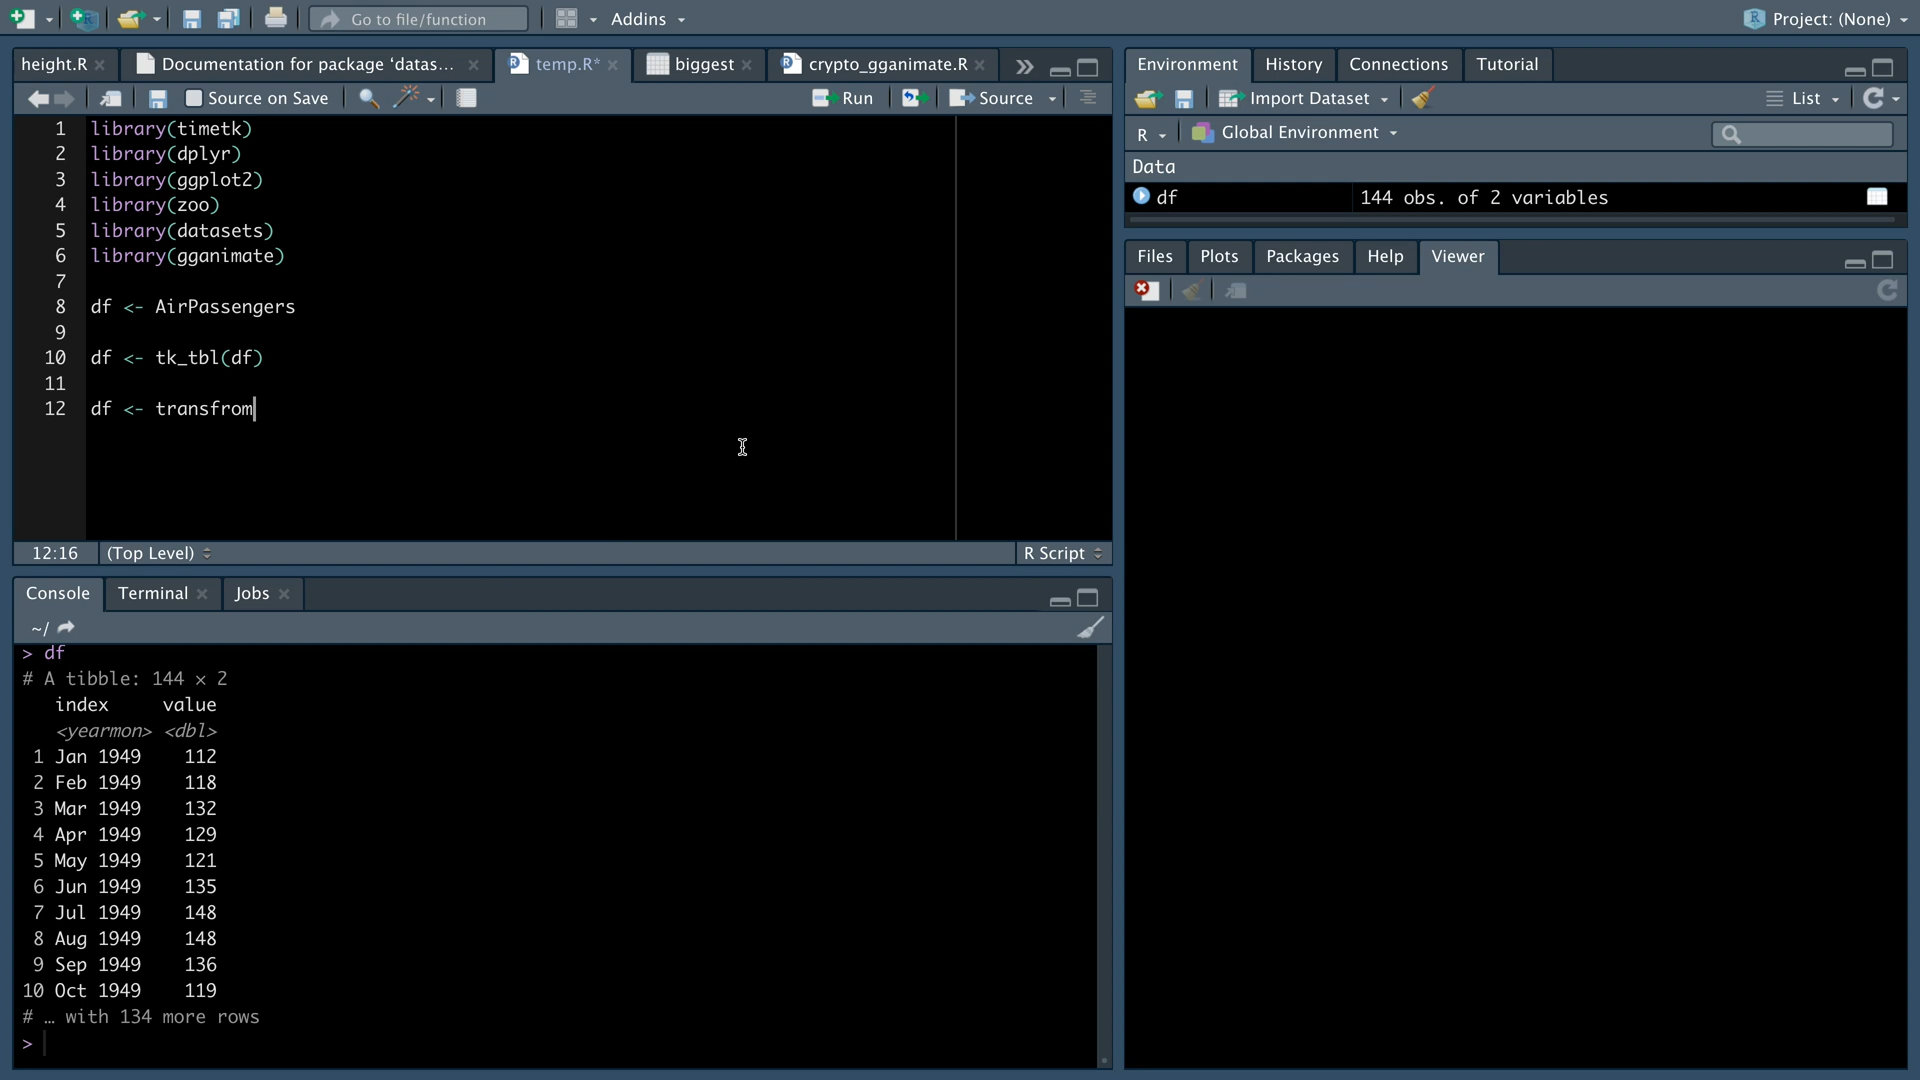 Go to file/function
Addins
Project: (None)
height.R
Documentation for package ‘datas...
temp.R*
biggest
crypto_gganimate.R
Source on Save
Run
Source
1 library(timetk)
2 library(dplyr)
3 library(ggplot2)
4 library(zoo)
5 library(datasets)
6 library(gganimate)
7
8 df <- AirPassengers
9
10 df <- tk_tbl(df)
11
12 df <- transfrom
12:16 (Top Level) R Script
Console Terminal Jobs
~/
> df
# A tibble: 144 × 2
index value
<yearmon> <dbl>
1 Jan 1949 112
2 Feb 1949 118
3 Mar 1949 132
4 Apr 1949 129
5 May 1949 121
6 Jun 1949 135
7 Jul 1949 148
8 Aug 1949 148
9 Sep 1949 136
10 Oct 1949 119
# … with 134 more rows
>
Environment History Connections Tutorial
Import Dataset List
R Global Environment
Data
df 144 obs. of 2 variables
Files Plots Packages Help Viewer